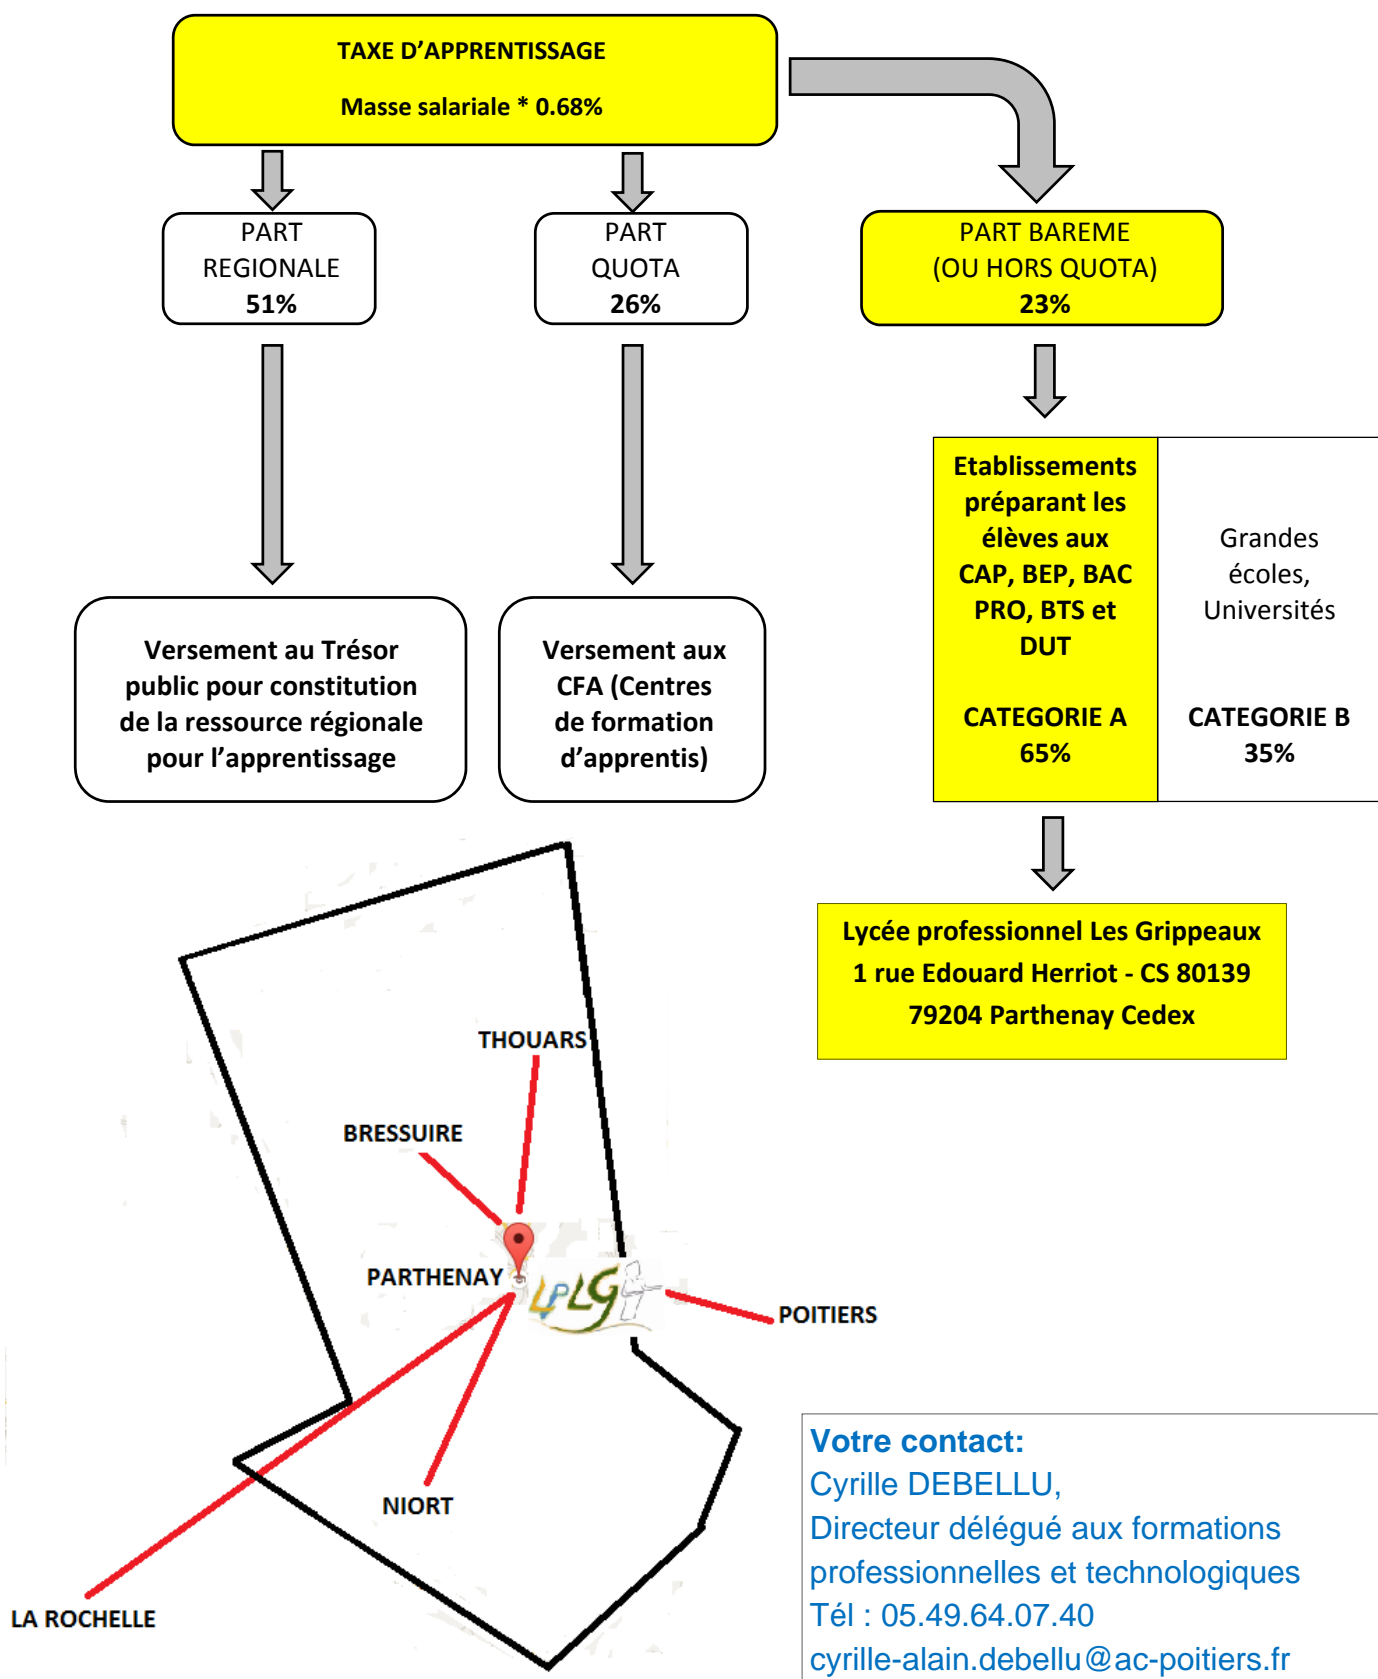 TAXE D’APPRENTISSAGE
Masse salariale * 0.68%
PART
REGIONALE
51%
PART
QUOTA
26%
PART BAREME
(OU HORS QUOTA)
23%
Versement au Trésor
public pour constitution
de la ressource régionale
pour l’apprentissage
Versement aux
CFA (Centres
de formation
d’apprentis)
Etablissements
préparant les
élèves aux
CAP, BEP, BAC
PRO, BTS et
DUT
CATEGORIE A
65%
Grandes
écoles,
Universités
CATEGORIE B
35%
Lycée professionnel Les Grippeaux
1 rue Edouard Herriot - CS 80139
79204 Parthenay Cedex
THOUARS
BRESSUIRE
PARTHENAY
LPLG
POITIERS
NIORT
LA ROCHELLE
Votre contact:
Cyrille DEBELLU,
Directeur délégué aux formations
professionnelles et technologiques
Tél : 05.49.64.07.40
cyrille-alain.debellu@ac-poitiers.fr